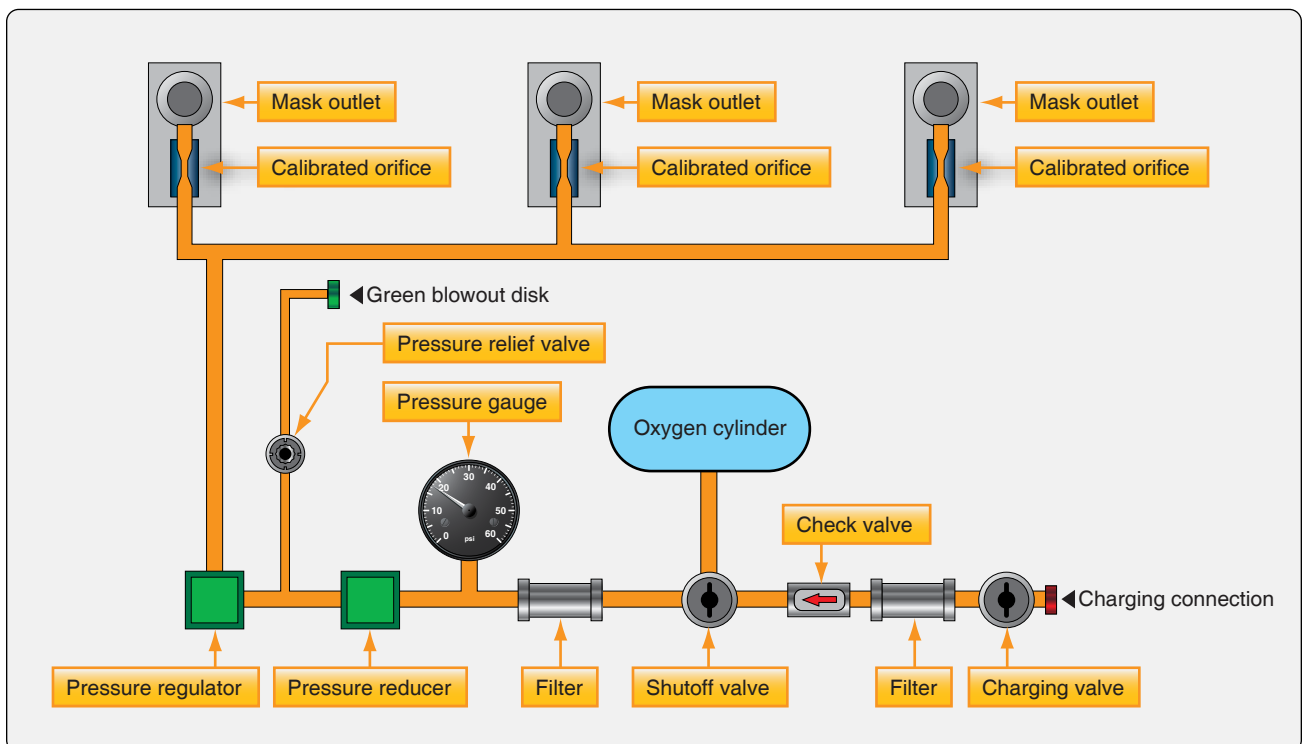 Mask outlet
Mask outlet
Mask outlet
Calibrated orifice
Calibrated orifice
Calibrated orifice
Green blowout disk
Pressure relief valve
Pressure gauge
Oxygen cylinder
0
10
20
30
40
50
60
psi
Check valve
Charging connection
Pressure regulator
Pressure reducer
Filter
Shutoff valve
Filter
Charging valve